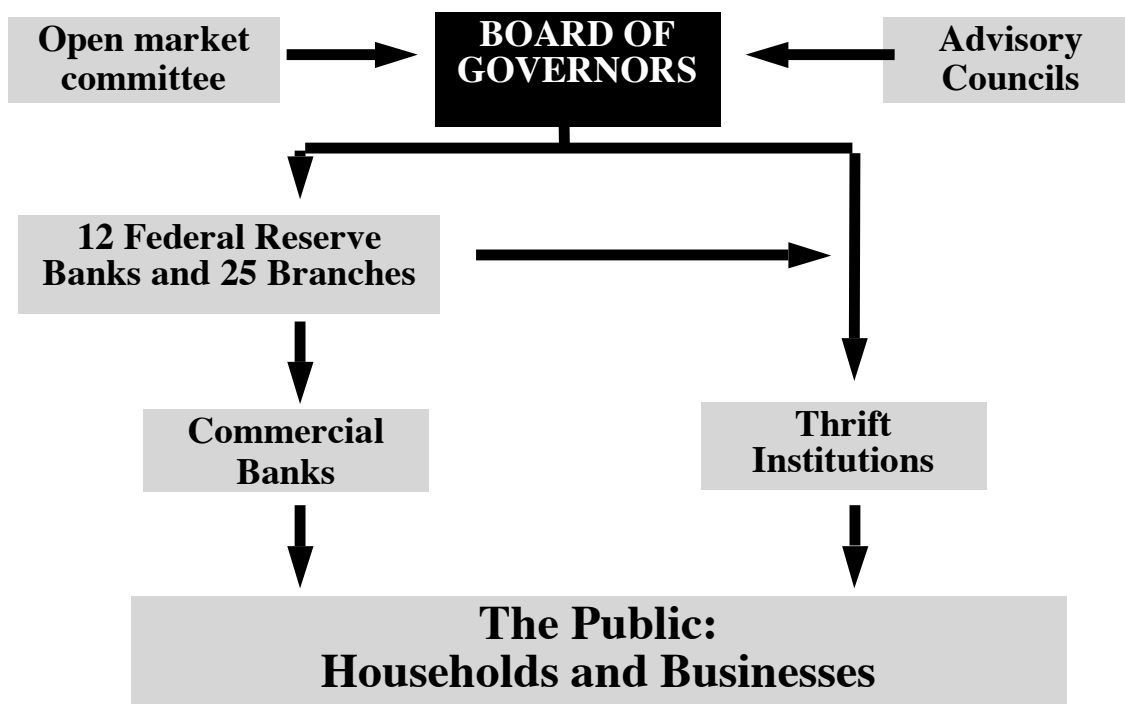 Open market
committee
BOARD OF
GOVERNORS
Advisory
Councils
12 Federal Reserve
Banks and 25 Branches
Commercial
Banks
Thrift
Institutions
The Public:
Households and Businesses